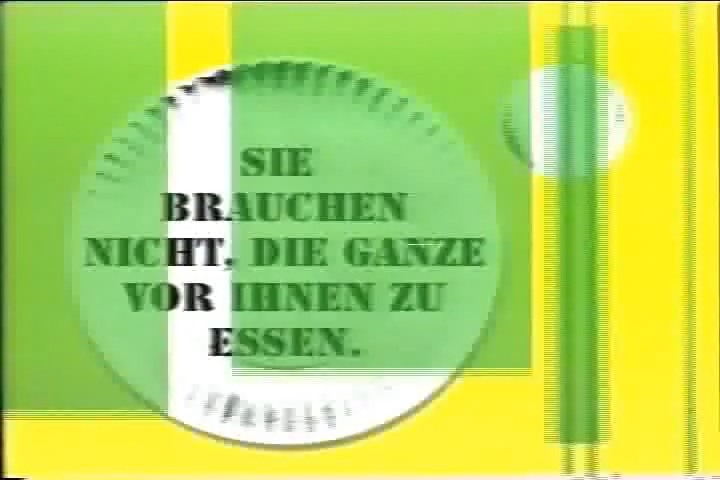 SIE
BRAUCHEN
NICHT, DIE GANZE
VOR IHNEN ZU
ESSEN.